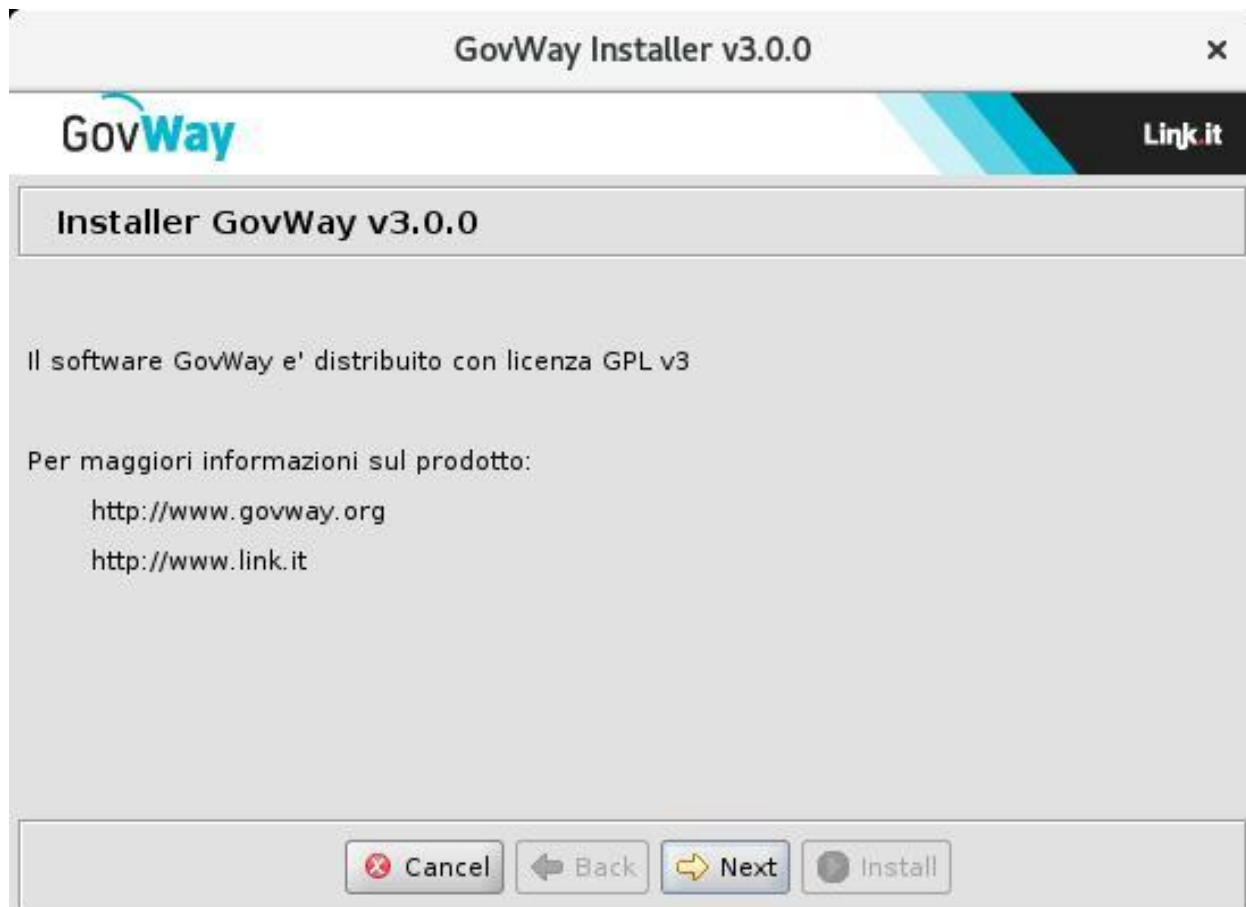 GovWay Installer v3.0.0
GovWay
Link.it
Installer GovWay v3.0.0
Il software GovWay e' distribuito con licenza GPL v3
Per maggiori informazioni sul prodotto:
http://www.govway.org
http://www.link.it
Cancel
Back
Next
Install